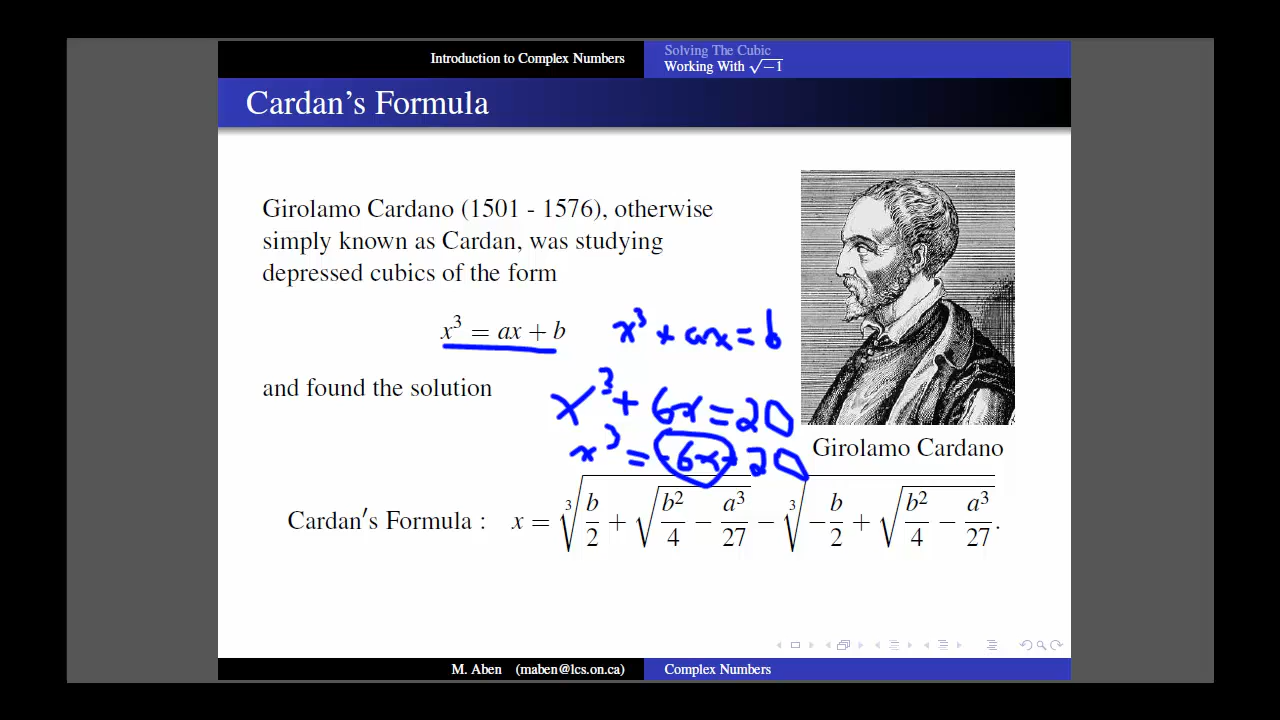 Introduction to Complex Numbers
Solving The Cubic
Working With √−1
Cardan's Formula
Girolamo Cardano (1501 - 1576), otherwise
simply known as Cardan, was studying
depressed cubics of the form
x³ = ax + b
x³ + ax = b
and found the solution
x³ + 6x = 20
x³ = -6x + 20
Girolamo Cardano
Cardan′s Formula : x = ∛(b/2 + √(b²/4 − a³/27)) − ∛(−b/2 + √(b²/4 − a³/27)).
M. Aben (maben@lcs.on.ca)
Complex Numbers